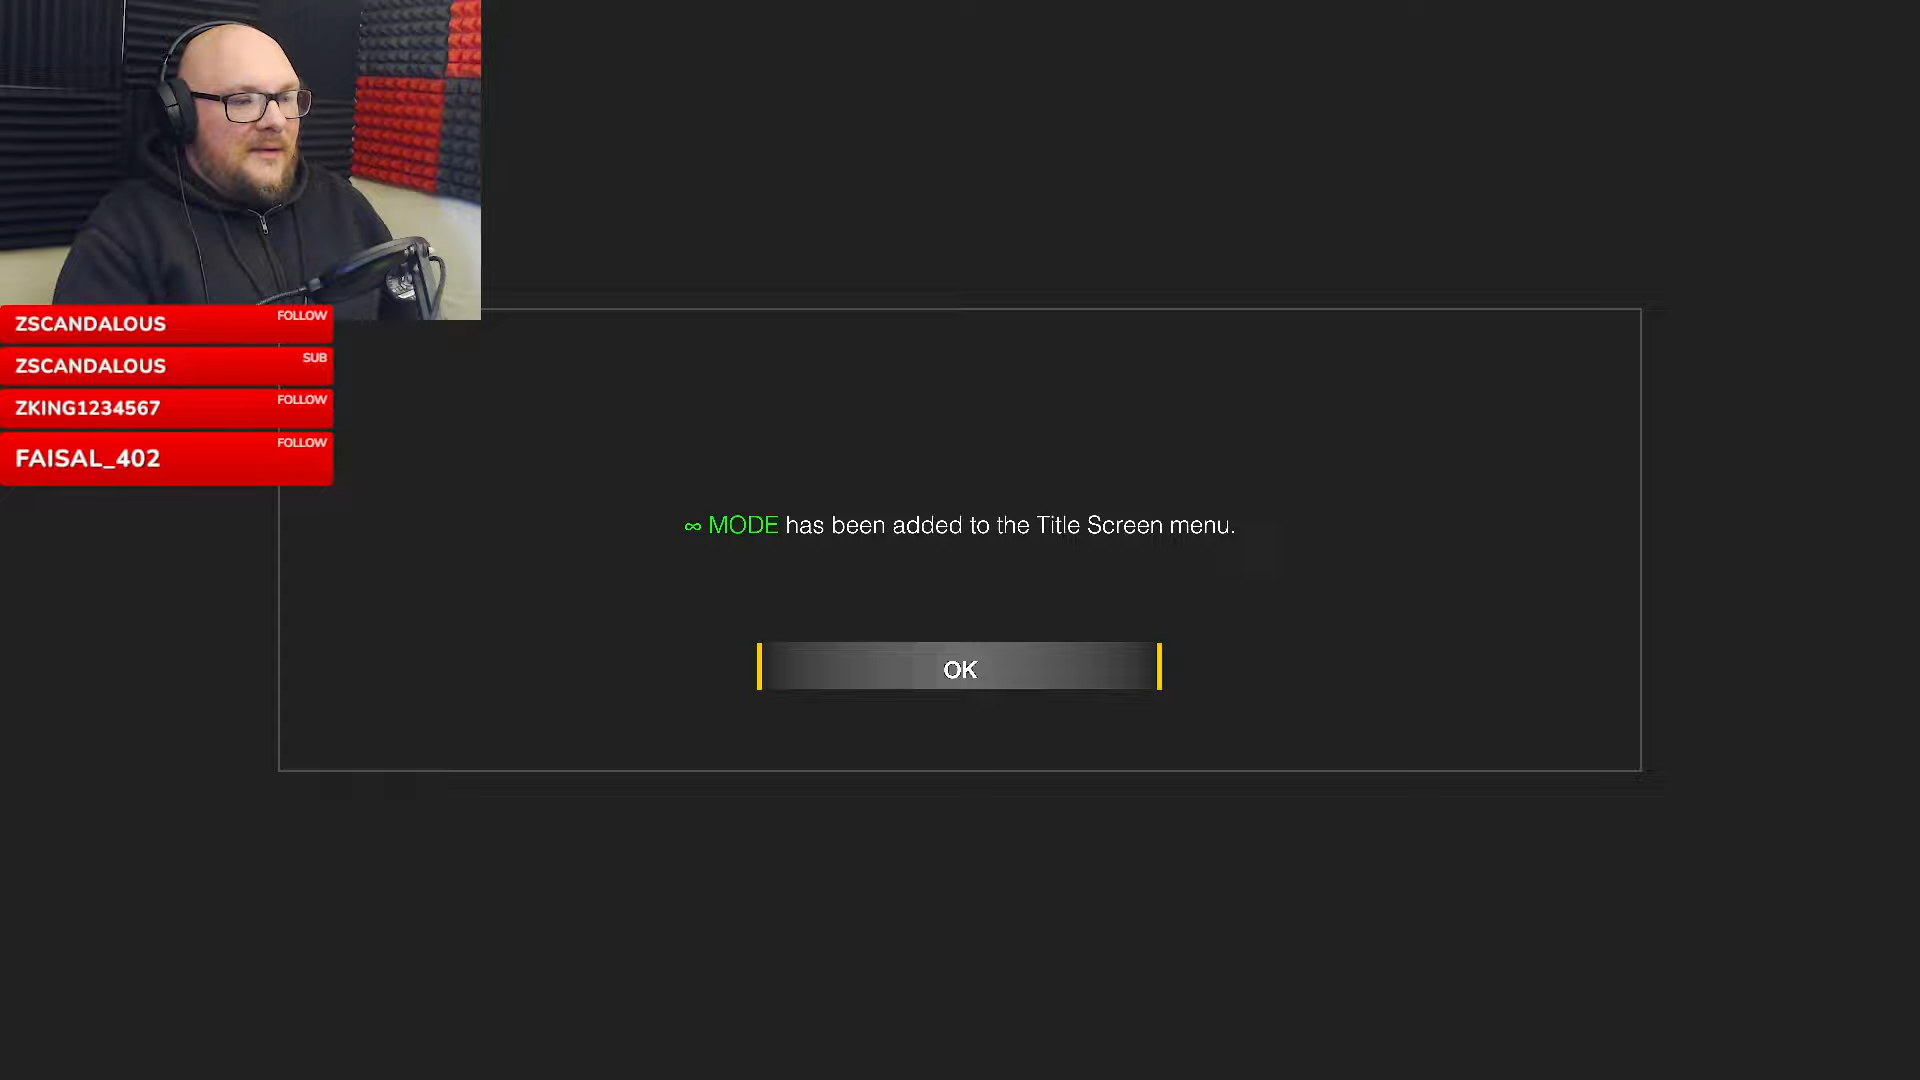 ZSCANDALOUS FOLLOW
ZSCANDALOUS SUB
ZKING1234567 FOLLOW
FAISAL_402 FOLLOW
∞ MODE has been added to the Title Screen menu.
OK